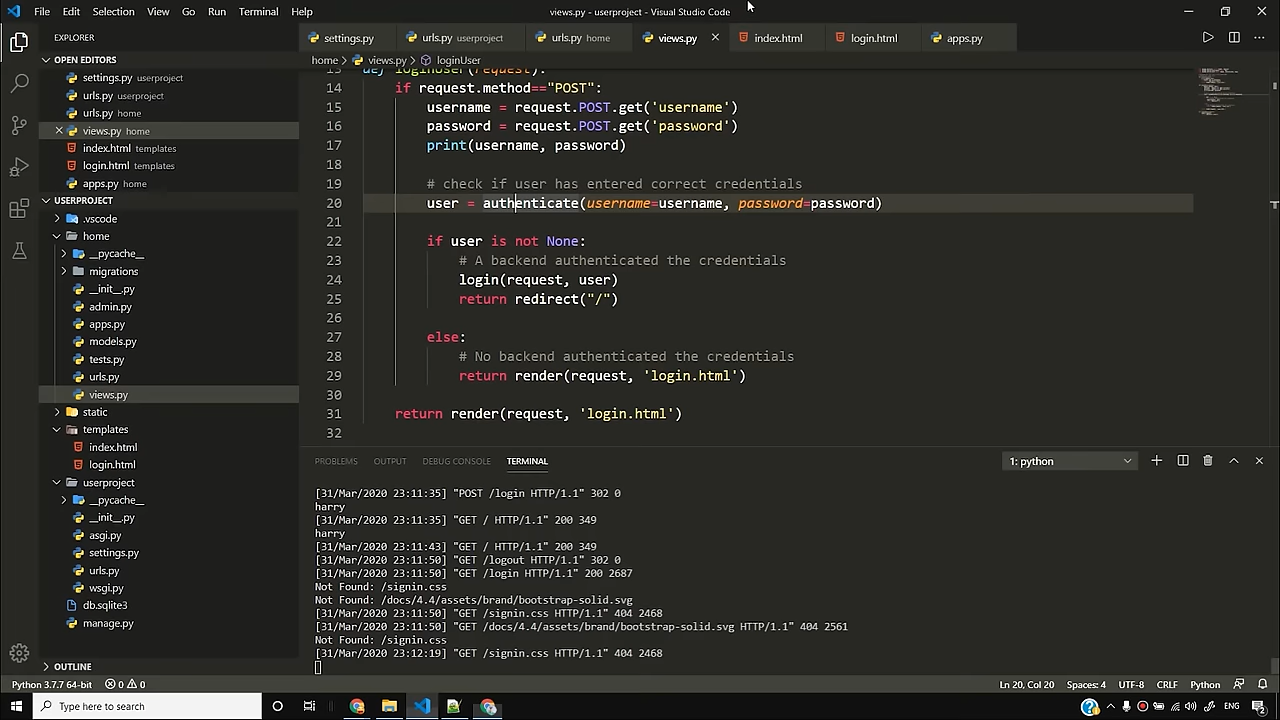 File Edit Selection View Go Run Terminal Help
views.py - userproject - Visual Studio Code
EXPLORER
settings.py
urls.py userproject
urls.py home
views.py
index.html
login.html
apps.py
OPEN EDITORS
settings.py userproject
urls.py userproject
urls.py home
views.py home
index.html templates
login.html templates
apps.py home
USERPROJECT
.vscode
home
__pycache__
migrations
__init__.py
admin.py
apps.py
models.py
tests.py
urls.py
views.py
static
templates
index.html
login.html
userproject
__pycache__
__init__.py
asgi.py
settings.py
urls.py
wsgi.py
db.sqlite3
manage.py
OUTLINE
home > views.py > loginUser
13 def loginUser(request):
14 if request.method=="POST":
15 username = request.POST.get('username')
16 password = request.POST.get('password')
17 print(username, password)
18
19 # check if user has entered correct credentials
20 user = authenticate(username=username, password=password)
21
22 if user is not None:
23 # A backend authenticated the credentials
24 login(request, user)
25 return redirect("/")
26
27 else:
28 # No backend authenticated the credentials
29 return render(request, 'login.html')
30
31 return render(request, 'login.html')
32
PROBLEMS OUTPUT DEBUG CONSOLE TERMINAL
1: python
[31/Mar/2020 23:11:35] "POST /login HTTP/1.1" 302 0
harry
[31/Mar/2020 23:11:35] "GET / HTTP/1.1" 200 349
harry
[31/Mar/2020 23:11:43] "GET / HTTP/1.1" 200 349
[31/Mar/2020 23:11:50] "GET /logout HTTP/1.1" 302 0
[31/Mar/2020 23:11:50] "GET /login HTTP/1.1" 200 2687
Not Found: /signin.css
Not Found: /docs/4.4/assets/brand/bootstrap-solid.svg
[31/Mar/2020 23:11:50] "GET /signin.css HTTP/1.1" 404 2468
[31/Mar/2020 23:11:50] "GET /docs/4.4/assets/brand/bootstrap-solid.svg HTTP/1.1" 404 2561
Not Found: /signin.css
[31/Mar/2020 23:12:19] "GET /signin.css HTTP/1.1" 404 2468
Python 3.7.7 64-bit 0 0
Ln 20, Col 20 Spaces: 4 UTF-8 CRLF Python
Type here to search
ENG